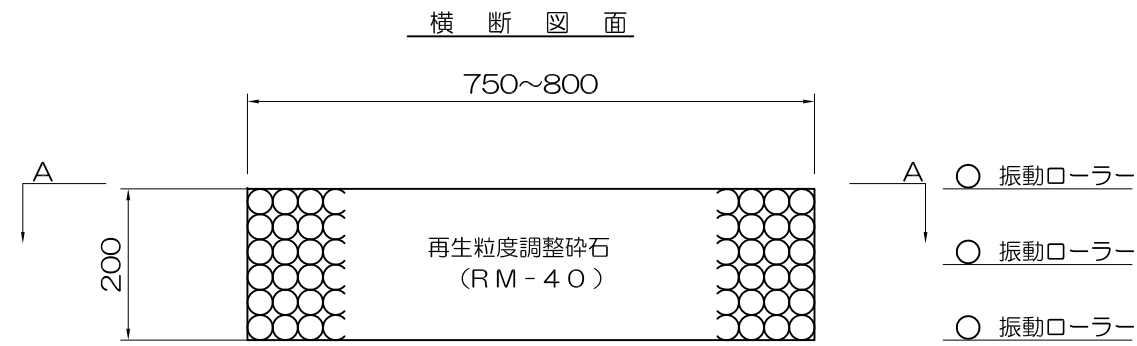 横 断 図 面
750～800
A
A
○ 振動ローラー
200
再生粒度調整砕石
(RM-40)
○ 振動ローラー
○ 振動ローラー